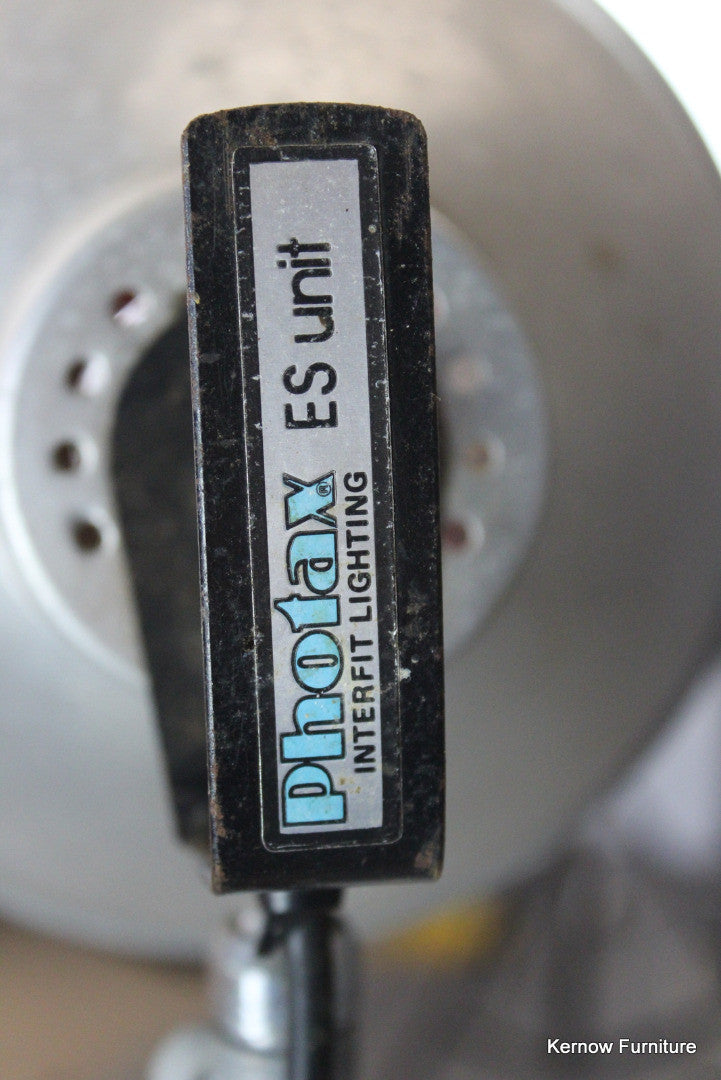 Photax® ES unit
INTERFIT LIGHTING
Kernow Furniture